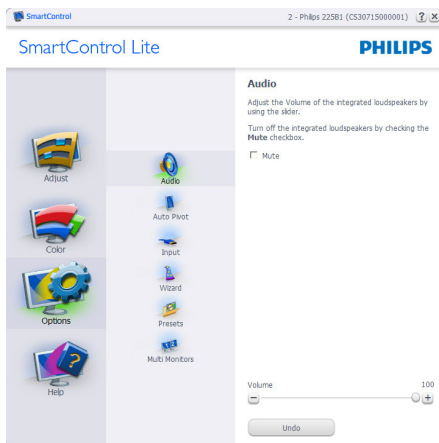 SmartControl
2 - Philips 225B1 (CS30715000001)
SmartControl Lite
PHILIPS
Adjust
Color
Options
Help
Audio
Auto Pivot
Input
Wizard
Presets
Multi Monitors
Audio
Adjust the Volume of the integrated loudspeakers by
using the slider.
Turn off the integrated loudspeakers by checking the
Mute checkbox.
Mute
Volume 100
Undo